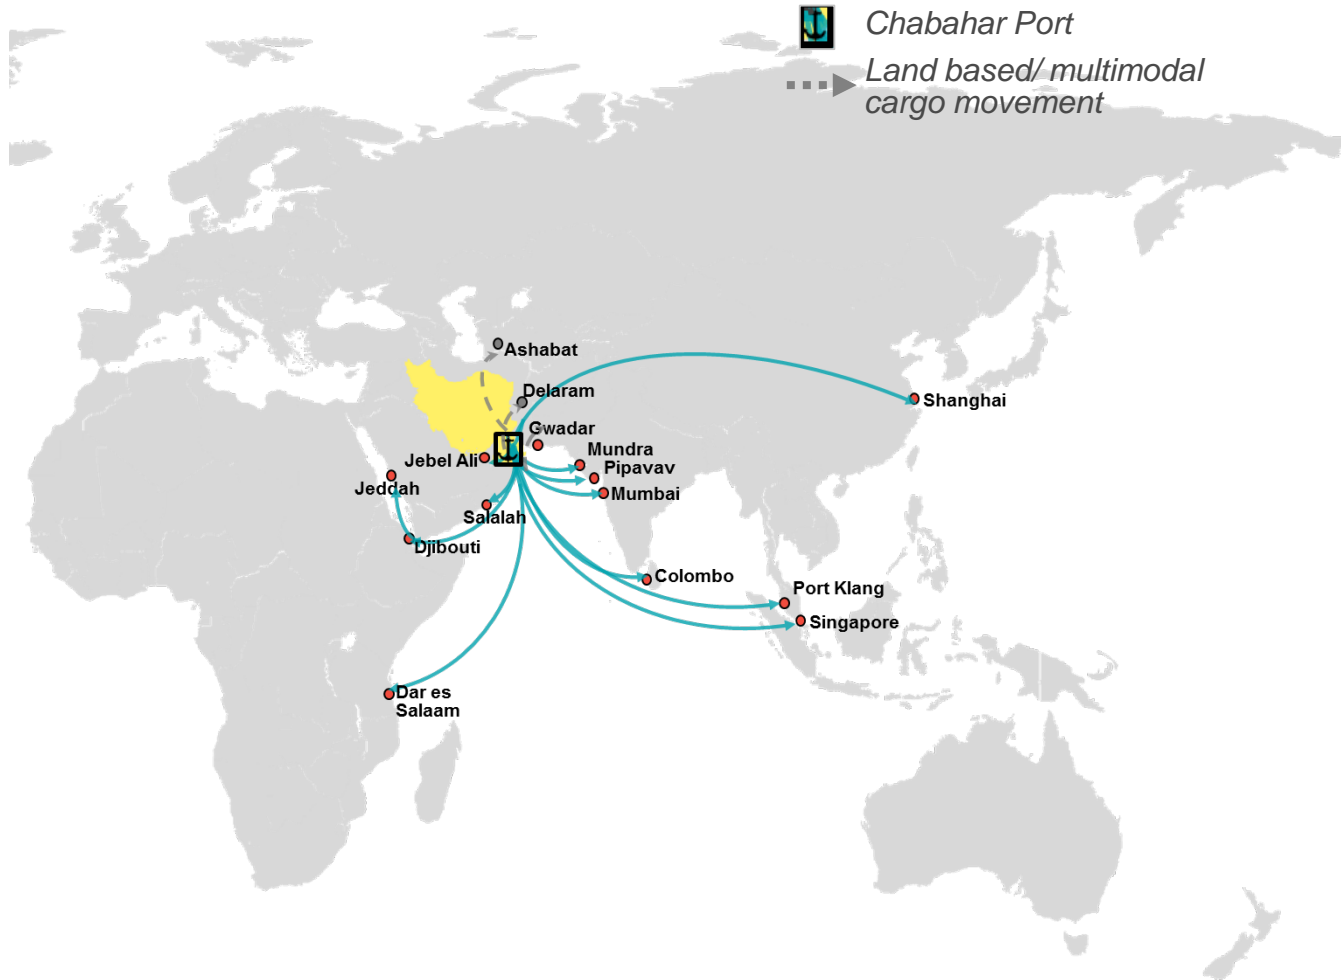 Chabahar Port
Land based/ multimodal
cargo movement
Ashabat
Delaram
Shanghai
Gwadar
Mundra
Jebel Ali
Pipavav
Jeddah
Mumbai
Salalah
Djibouti
Colombo
Port Klang
Singapore
Dar es
Salaam